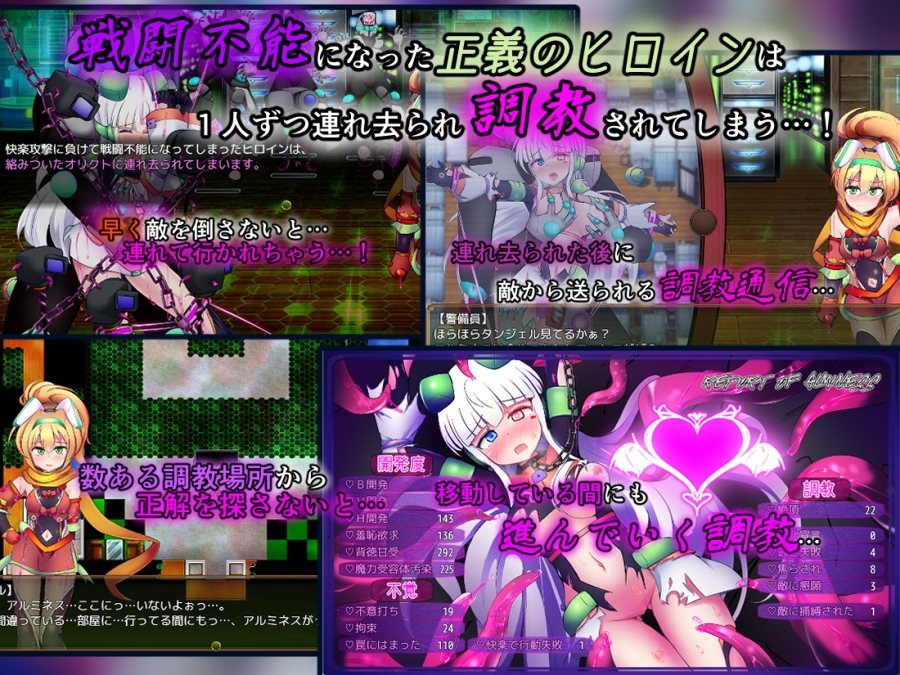 戦闘不能になった正義のヒロインは
１人ずつ連れ去られ調教されてしまう…！
快楽攻撃に負けて戦闘不能になってしまったヒロインは、
絡みついたオリクトに連れ去られてしまいます。
早く敵を倒さないと…
連れて行かれちゃう…！
連れ去られた後に
敵から送られる調教通信…
【警備員】
ほらほらタンジェル見てるかぁ？
数ある調教場所から
正解を探さないと…
アルミネス…ここにっ…いないよぉっ…。
間違っている…部屋に…行ってる間にもっ…、アルミネスが…
REPORT OF
移動している間にも
進んでいく調教…
開発度
♡Ｂ開発
♡Ｈ開発 143
♡羞恥欲求 136
♡背徳甘受 292
♡魔力受容体汚染 225
不覚
♡不意打ち 19
♡拘束 24
♡罠にはまった 110
♡快楽で行動失敗 1
調教
♡絶頂 22
0
失敗 4
♡焦らされ 8
♡敵に懇願 3
♡敵に捕縛された 1